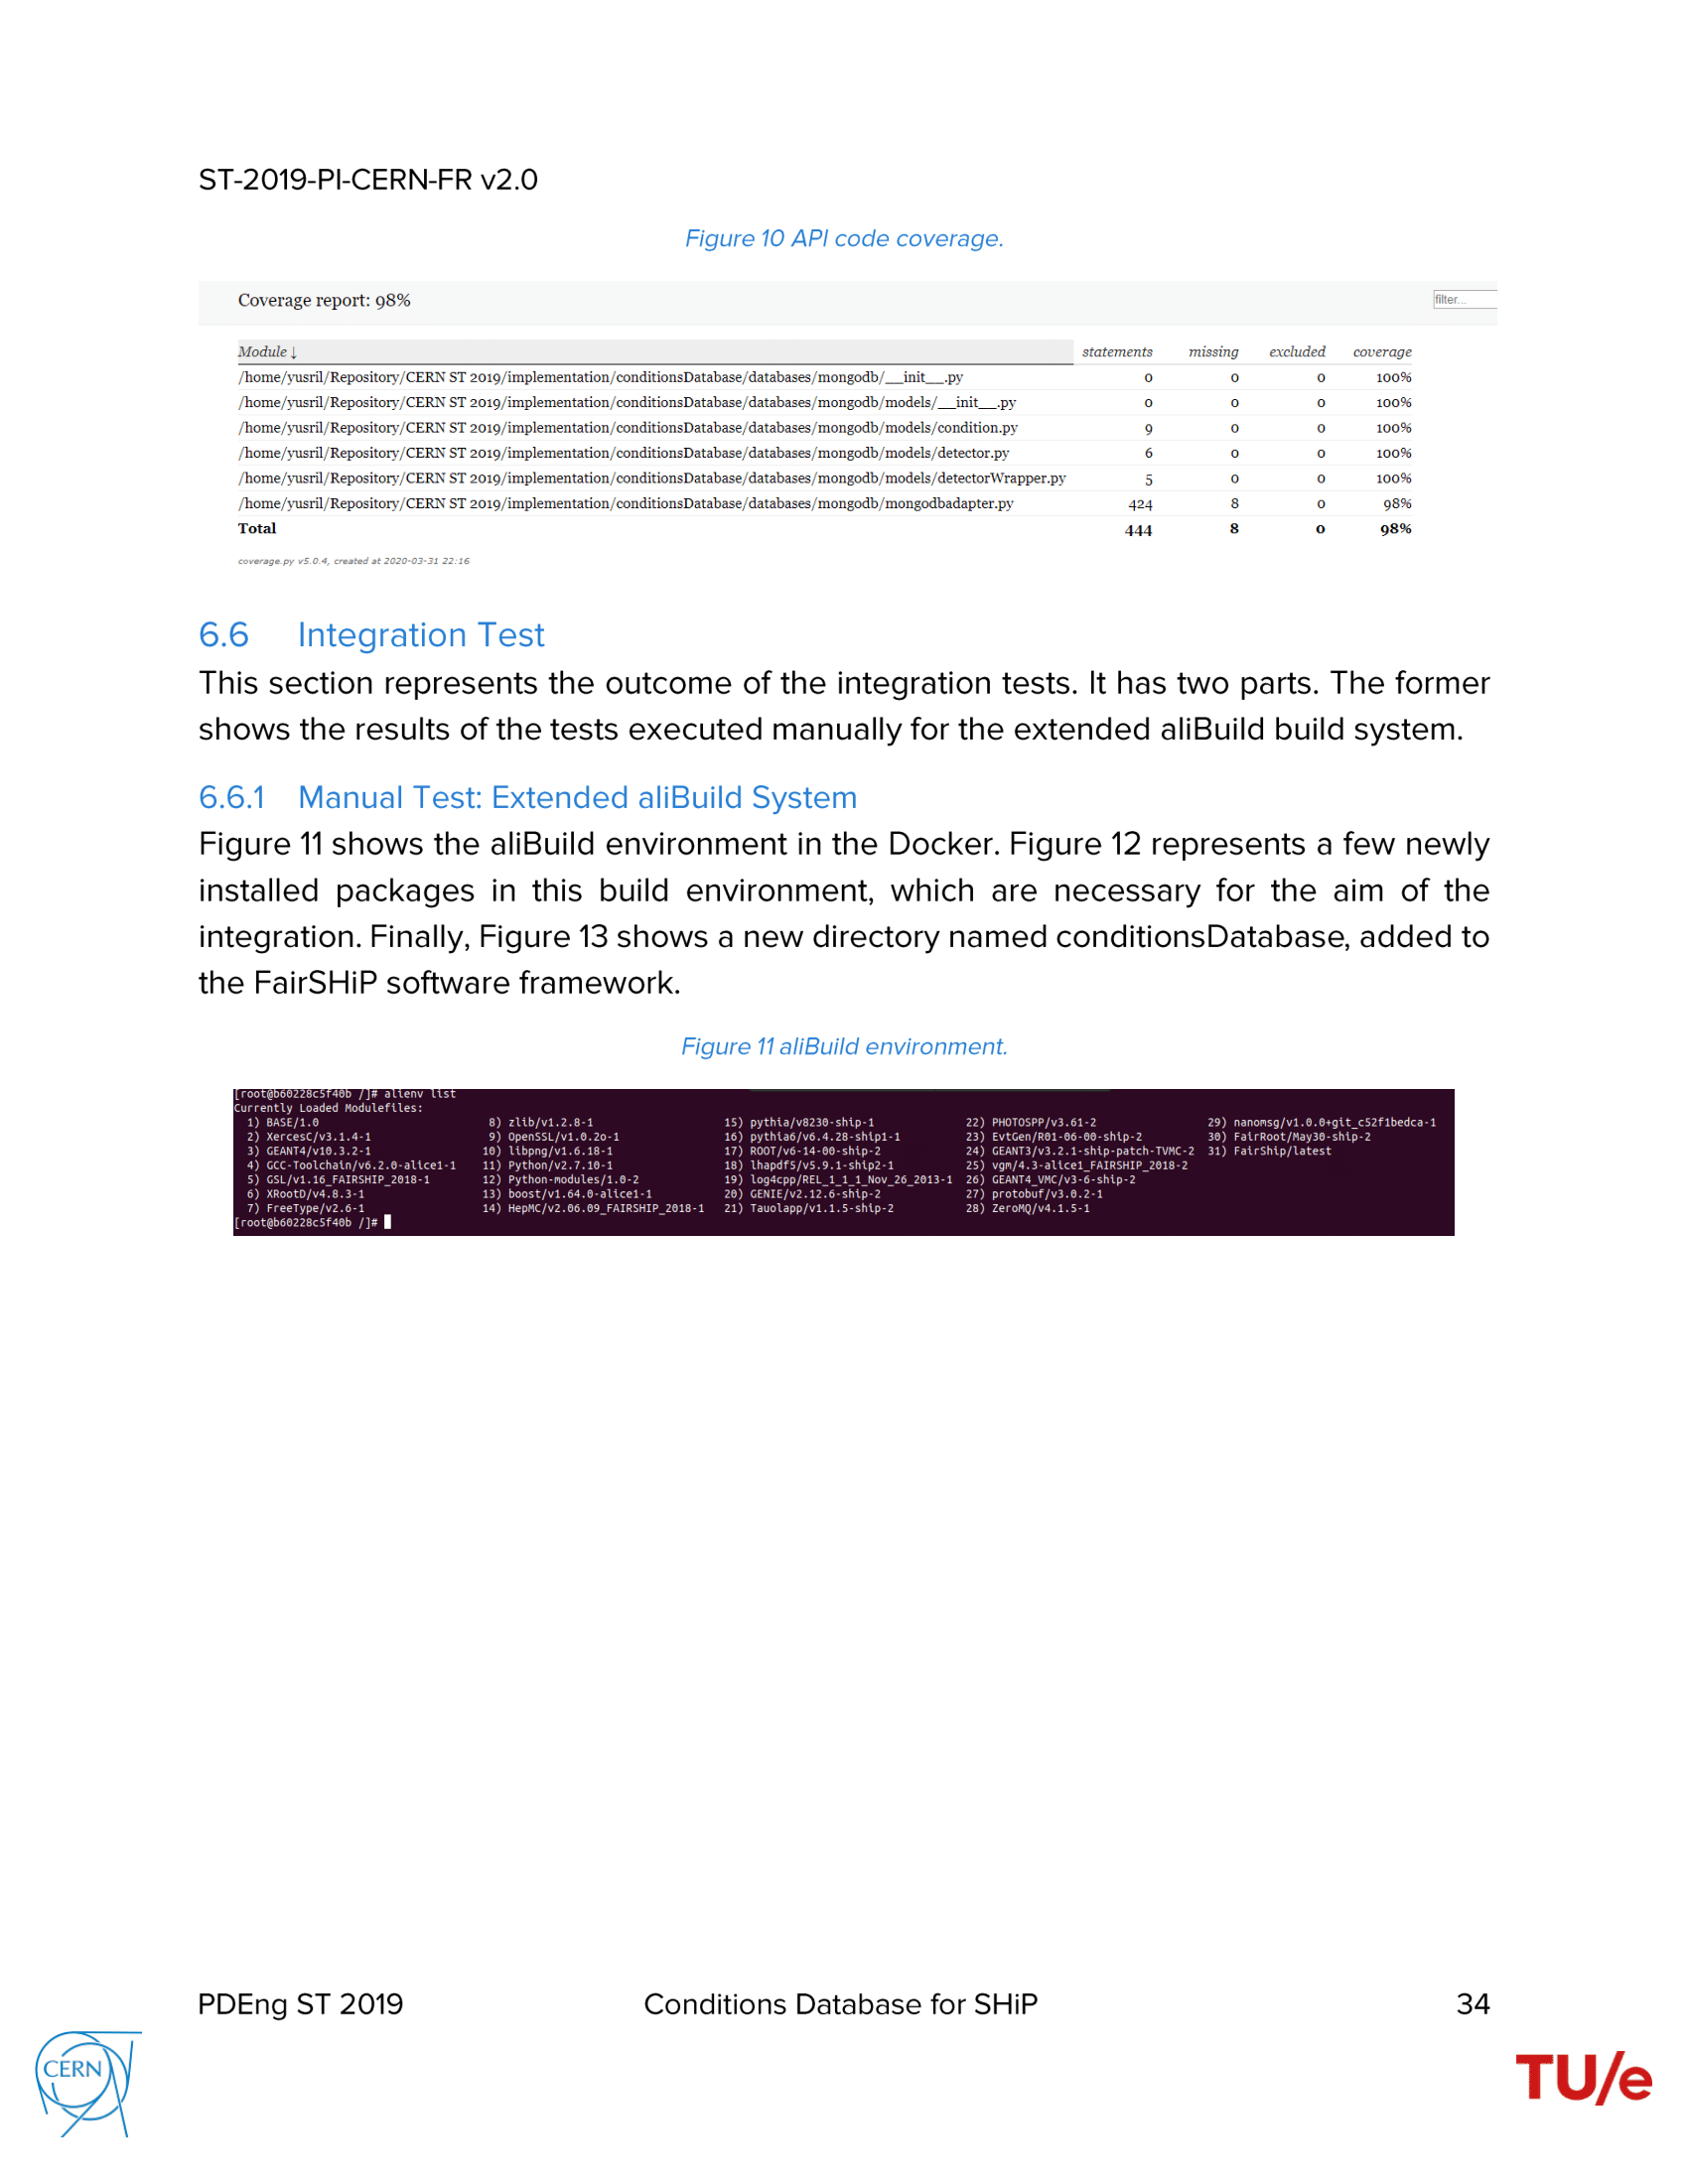 ST-2019-PI-CERN-FR v2.0
Figure 10 API code coverage.
Coverage report: 98%
filter...
Module ↓ statements missing excluded coverage
/home/yusril/Repository/CERN ST 2019/implementation/conditionsDatabase/databases/mongodb/__init__.py 0 0 0 100%
/home/yusril/Repository/CERN ST 2019/implementation/conditionsDatabase/databases/mongodb/models/__init__.py 0 0 0 100%
/home/yusril/Repository/CERN ST 2019/implementation/conditionsDatabase/databases/mongodb/models/condition.py 9 0 0 100%
/home/yusril/Repository/CERN ST 2019/implementation/conditionsDatabase/databases/mongodb/models/detector.py 6 0 0 100%
/home/yusril/Repository/CERN ST 2019/implementation/conditionsDatabase/databases/mongodb/models/detectorWrapper.py 5 0 0 100%
/home/yusril/Repository/CERN ST 2019/implementation/conditionsDatabase/databases/mongodb/mongodbadapter.py 424 8 0 98%
Total 444 8 0 98%
coverage.py v5.0.4, created at 2020-03-31 22:16
6.6 Integration Test
This section represents the outcome of the integration tests. It has two parts. The former
shows the results of the tests executed manually for the extended aliBuild build system.
6.6.1 Manual Test: Extended aliBuild System
Figure 11 shows the aliBuild environment in the Docker. Figure 12 represents a few newly
installed packages in this build environment, which are necessary for the aim of the
integration. Finally, Figure 13 shows a new directory named conditionsDatabase, added to
the FairSHiP software framework.
Figure 11 aliBuild environment.
[root@b60228c5f40b /]# alienv list
Currently Loaded Modulefiles:
1) BASE/1.0 8) zlib/v1.2.8-1 15) pythia/v8230-ship-1 22) PHOTOSPP/v3.61-2 29) nanomsg/v1.0.0+git_c52f1bedca-1
2) XercesC/v3.1.4-1 9) OpenSSL/v1.0.2o-1 16) pythia6/v6.4.28-ship1-1 23) EvtGen/R01-06-00-ship-2 30) FairRoot/May30-ship-2
3) GEANT4/v10.3.2-1 10) libpng/v1.6.18-1 17) ROOT/v6-14-00-ship-2 24) GEANT3/v3.2.1-ship-patch-TVMC-2 31) FairShip/latest
4) GCC-Toolchain/v6.2.0-alice1-1 11) Python/v2.7.10-1 18) lhapdf5/v5.9.1-ship2-1 25) vgm/4.3-alice1_FAIRSHIP_2018-2
5) GSL/v1.16_FAIRSHIP_2018-1 12) Python-modules/1.0-2 19) log4cpp/REL_1_1_1_Nov_26_2013-1 26) GEANT4_VMC/v3-6-ship-2
6) XRootD/v4.8.3-1 13) boost/v1.64.0-alice1-1 20) GENIE/v2.12.6-ship-2 27) protobuf/v3.0.2-1
7) FreeType/v2.6-1 14) HepMC/v2.06.09_FAIRSHIP_2018-1 21) Tauolapp/v1.1.5-ship-2 28) ZeroMQ/v4.1.5-1
[root@b60228c5f40b /]#
PDEng ST 2019 Conditions Database for SHiP 34
CERN
TU/e